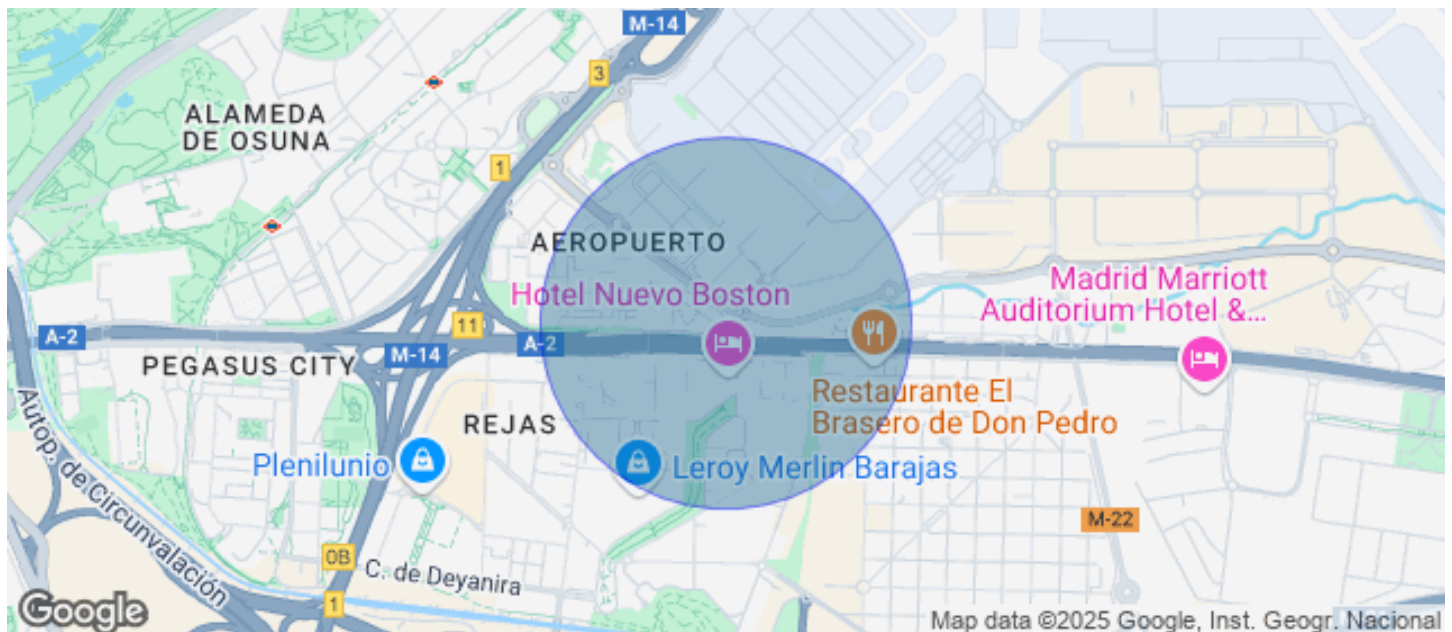 M-14
3
ALAMEDA
DE OSUNA
1
AEROPUERTO
Hotel Nuevo Boston
Madrid Marriott
Auditorium Hotel &...
11
A-2
A-2
M-14
PEGASUS CITY
Restaurante El
Brasero de Don Pedro
REJAS
Plenilunio
Leroy Merlin Barajas
Autop. de Circunvalación
M-22
0B
C. de Deyanira
1
Google
Map data ©2025 Google, Inst. Geogr. Nacional